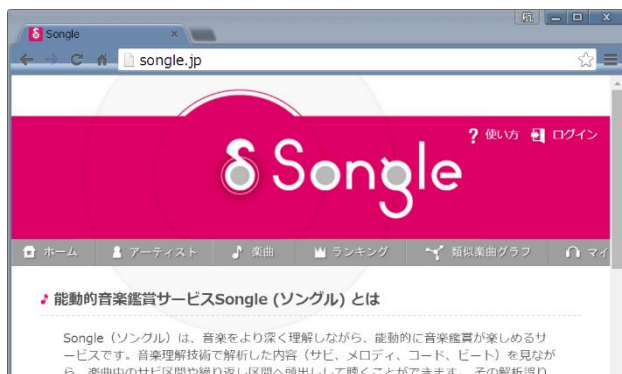 Songle
songle.jp
使い方 ログイン
Songle
ホーム アーティスト 楽曲 ランキング 類似楽曲グラフ マイ
能動的音楽鑑賞サービスSongle (ソングル) とは
Songle（ソングル）は、音楽をより深く理解しながら、能動的に音楽鑑賞が楽しめるサ
ービスです。音楽理解技術で解析した内容（サビ、メロディ、コード、ビート）を見なが
ら、楽曲中のサビ区間や繰り返し区間へ頭出しして聴くことができます。その解析誤り